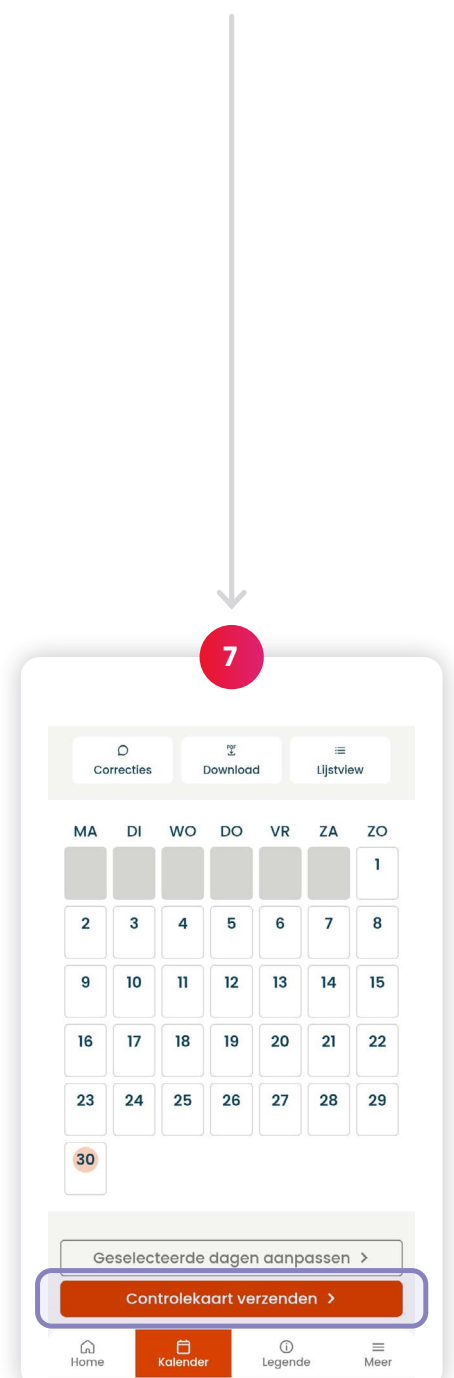 7
Correcties PDF Download Lijstview
MA DI WO DO VR ZA ZO
1
2 3 4 5 6 7 8
9 10 11 12 13 14 15
16 17 18 19 20 21 22
23 24 25 26 27 28 29
30
Geselecteerde dagen aanpassen >
Controlekaart verzenden >
Home Kalender Legende Meer